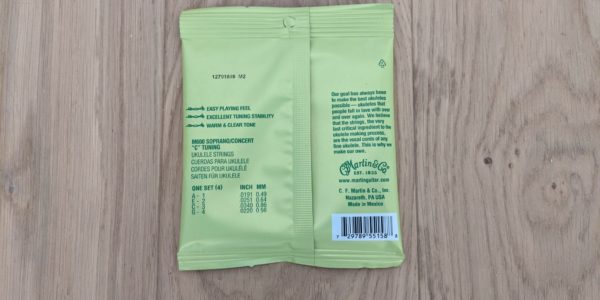 12701818 M2
EASY PLAYING FEEL
EXCELLENT TUNING STABILITY
WARM & CLEAR TONE
M600 SOPRANO/CONCERT
"C" TUNING
UKULELE STRINGS
CUERDAS PARA UKULELE
CORDES POUR UKULÉLÉ
SAITEN FÜR UKULELE
ONE SET (4) INCH MM
A - 1 .0191 0.49
E - 2 .0251 0.64
C - 3 .0340 0.86
G - 4 .0220 0.56
Our goal has always been
to make the best ukuleles
possible — ukuleles that
people fall in love with over
and over again. We believe
that the strings, the very
last critical ingredient to the
ukulele making process,
are the vocal cords of any
fine ukulele. This is why we
make our own.
Martin & Co.
EST. 1833
www.martinguitar.com
C. F. Martin & Co., Inc.
Nazareth, PA USA
Made in Mexico
7 29789 55158 8